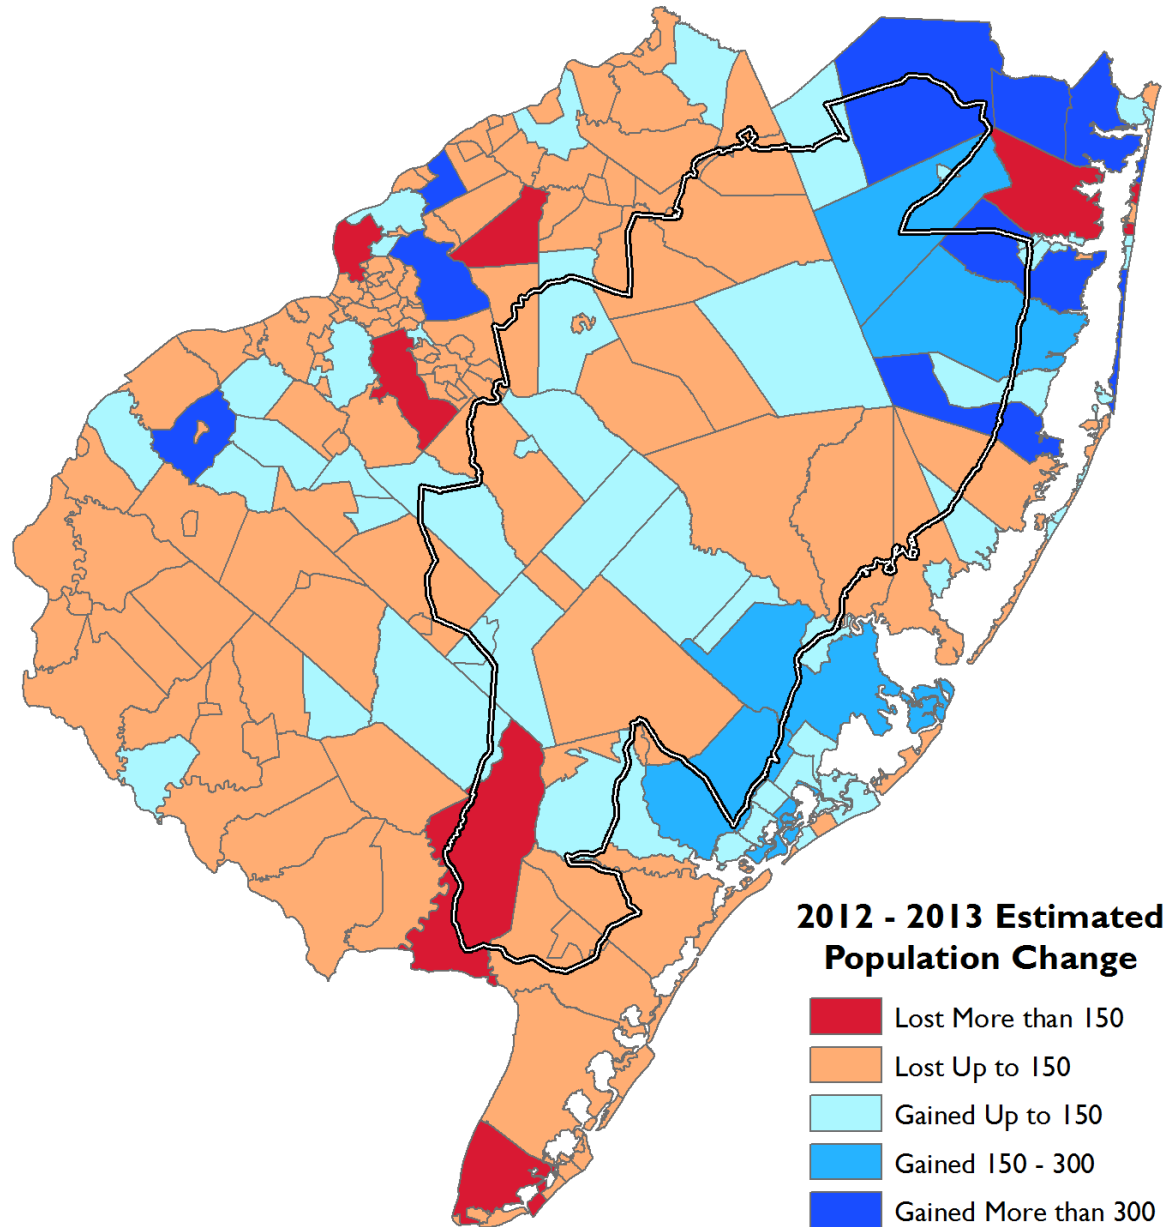 2012 - 2013 Estimated
Population Change
Lost More than 150
Lost Up to 150
Gained Up to 150
Gained 150 - 300
Gained More than 300